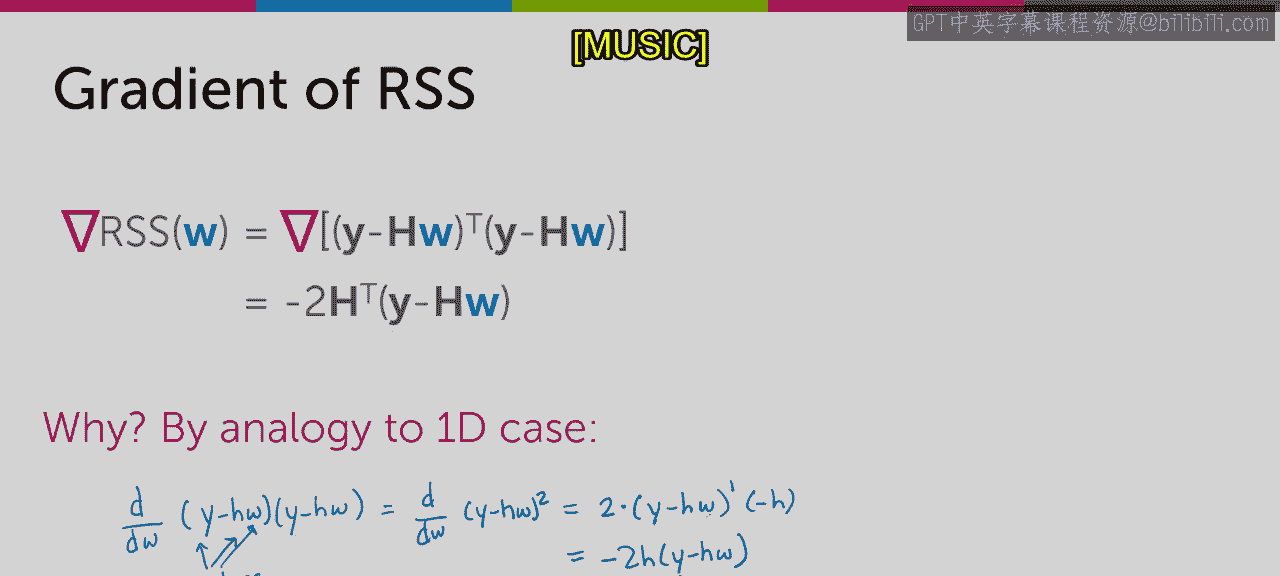 GPT中英字幕课程资源@bilibili.com
[MUSIC]
Gradient of RSS
∇RSS(w) = ∇[(y-Hw)ᵀ(y-Hw)]
= -2Hᵀ(y-Hw)
Why? By analogy to 1D case:
d/dw (y-hw)(y-hw) = d/dw (y-hw)² = 2·(y-hw)¹(-h)
= -2h(y-hw)